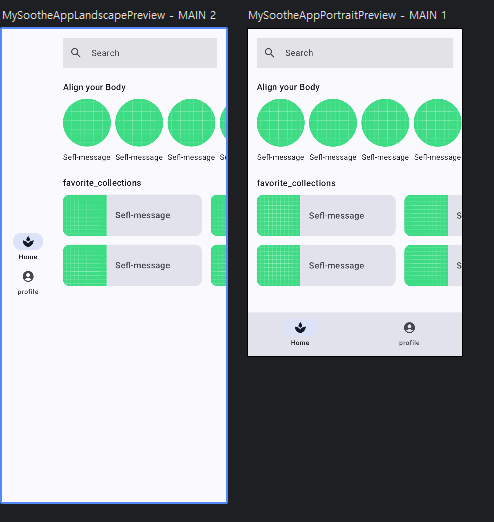 MySootheAppLandscapePreview - MAIN 2
Search
Align your Body
Sefl-message Sefl-message Sefl-message Sefl-
favorite_collections
Sefl-message
Sefl-message
Home
profile
MySootheAppPortraitPreview - MAIN 1
Search
Align your Body
Sefl-message Sefl-message Sefl-message Sefl-message
favorite_collections
Sefl-message S
Sefl-message Se
Home profile